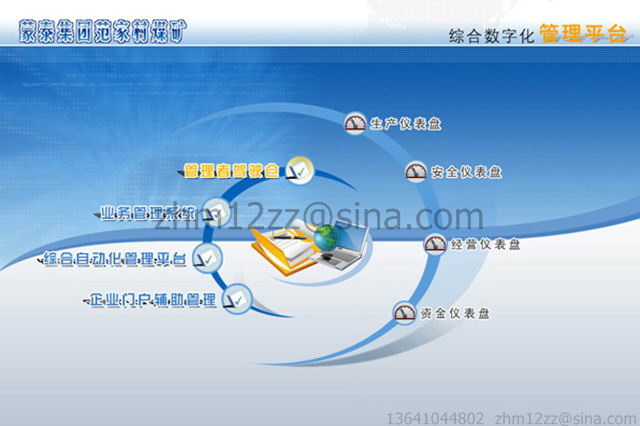 蒙泰集团范家村煤矿
综合数字化 管理平台
生产仪表盘
管理者驾驶仓
安全仪表盘
业务管理系统
zhm12zz@sina.com
经营仪表盘
综合自动化管理平台
企业门户辅助管理
资金仪表盘
13641044802 zhm12zz@sina.com